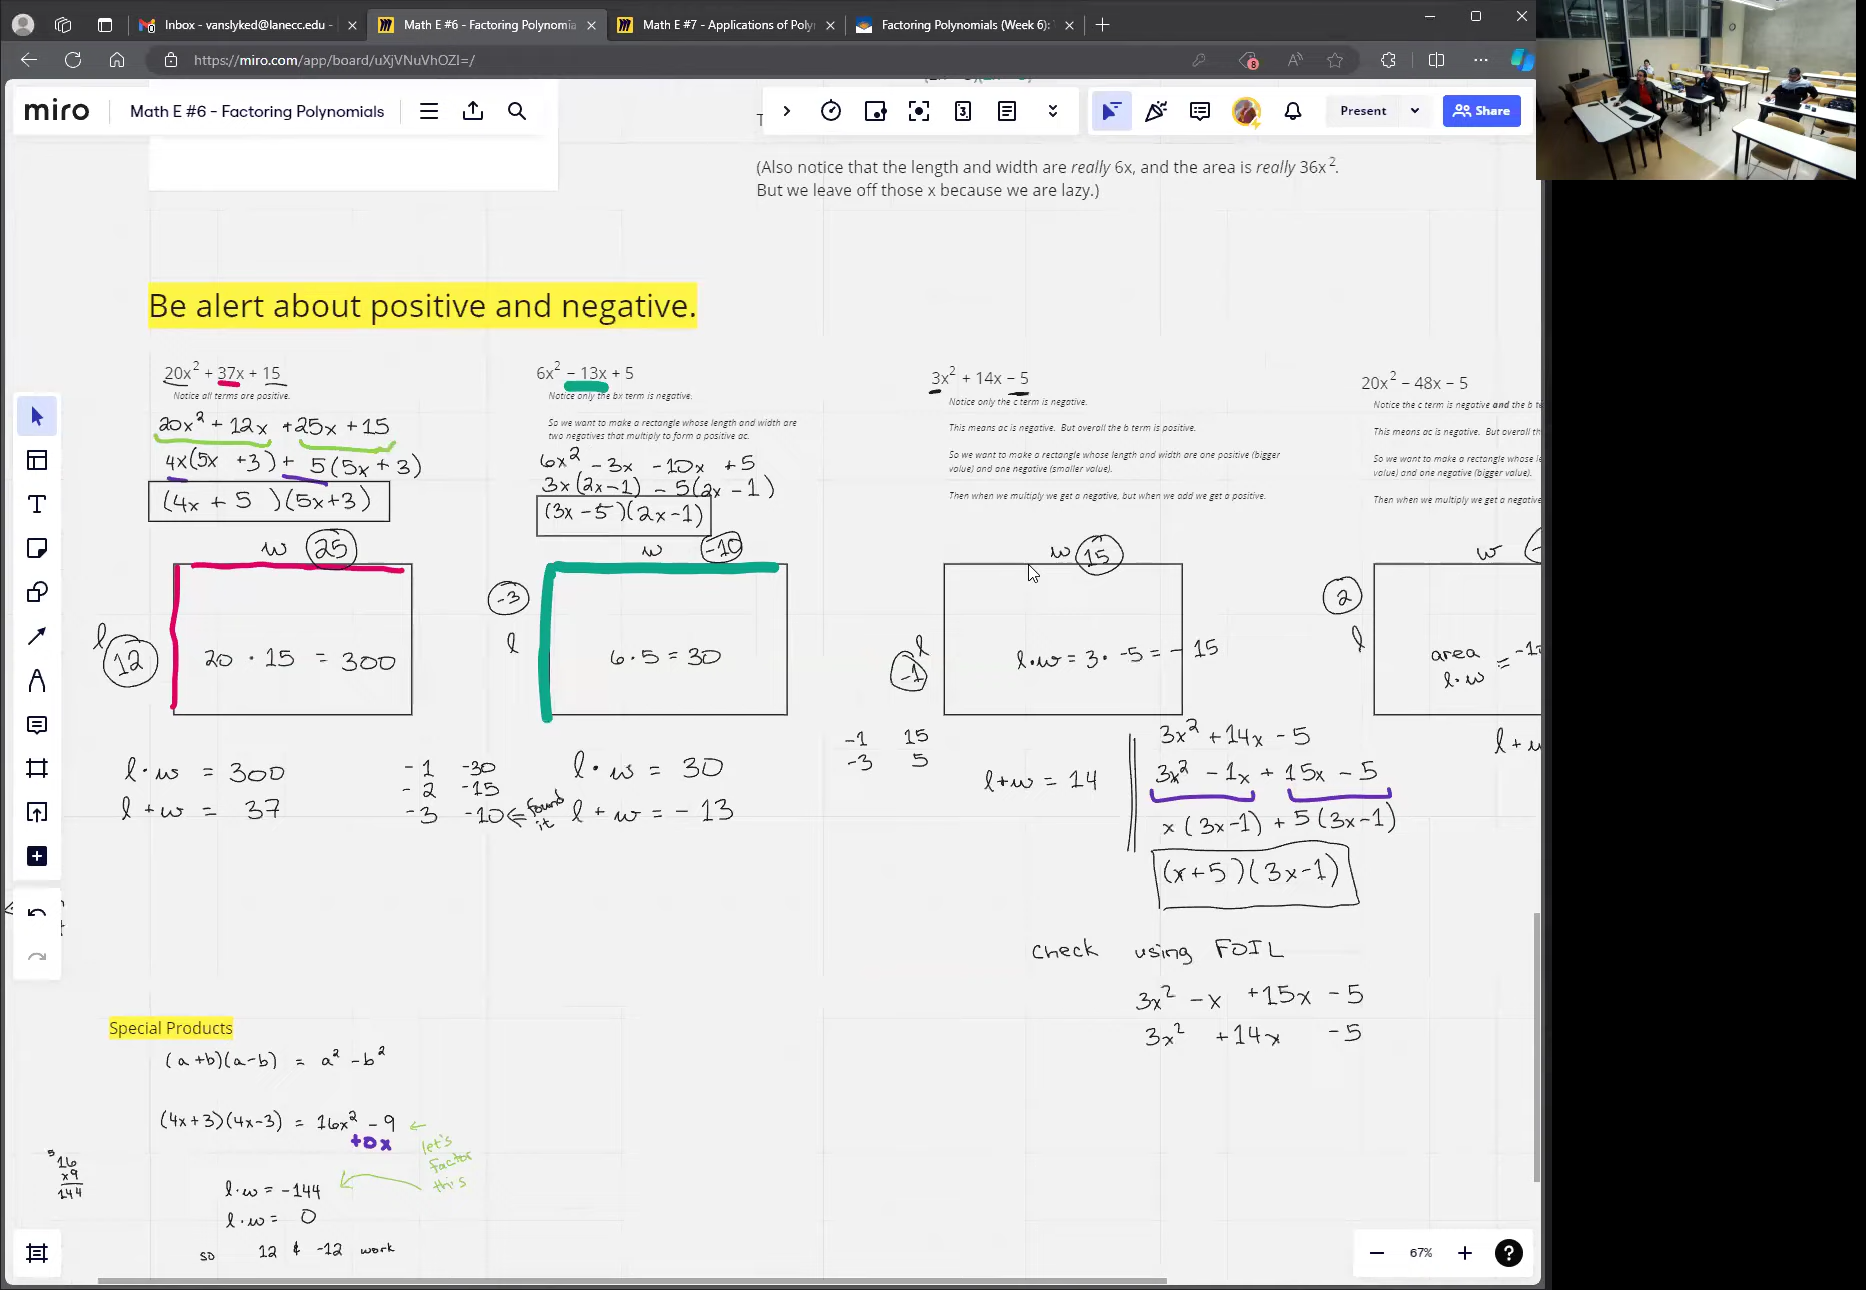 Inbox - vanslyked@lanecc.edu -
Math E #6 - Factoring Polynomia
Math E #7 - Applications of Poly
Factoring Polynomials (Week 6):
https://miro.com/app/board/uXjVNuVhOZI=/
8
miro
Math E #6 - Factoring Polynomials
Present
Share
(Also notice that the length and width are really 6x, and the area is really 36x².
But we leave off those x because we are lazy.)
Be alert about positive and negative.
20x² + 37x + 15
Notice all terms are positive.
20x² + 12x + 25x + 15
4x(5x + 3) + 5(5x + 3)
(4x + 5 )(5x+3)
w 25
l
12
20 · 15 = 300
l · w = 300
l + w = 37
6x² − 13x + 5
Notice only the bx term is negative.
So we want to make a rectangle whose length and width are
two negatives that multiply to form a positive ac.
6x² - 3x - 10x + 5
3x(2x-1) - 5(2x - 1)
(3x - 5)(2x-1)
w -10
-3
l
6 · 5 = 30
-1 -30
-2 -15
-3 -10 ⇐ found it
l · w = 30
l + w = - 13
3x² + 14x − 5
Notice only the c term is negative.
This means ac is negative. But overall the b term is positive.
So we want to make a rectangle whose length and width are one positive (bigger
value) and one negative (smaller value).
Then when we multiply we get a negative, but when we add we get a positive.
w 15
l
-1
l·w = 3 · -5 = - 15
-1 15
-3 5
l+w = 14
3x² + 14x - 5
3x² - 1x + 15x - 5
x(3x-1) + 5(3x-1)
(x+5)(3x-1)
Check using FOIL
3x² - x +15x - 5
3x² +14x - 5
20x² − 48x − 5
Notice the c term is negative and the b te
This means ac is negative. But overall th
So we want to make a rectangle whose l
value) and one negative (bigger value).
Then when we multiply we get a negative
w
2
l
area
l·w
=
Special Products
(a+b)(a-b) = a² - b²
(4x+3)(4x-3) = 16x² - 9 ←
+0x
let's
factor
this
5
16
x9
144
l·w = -144
l·w = 0
so 12 & -12 work
67%